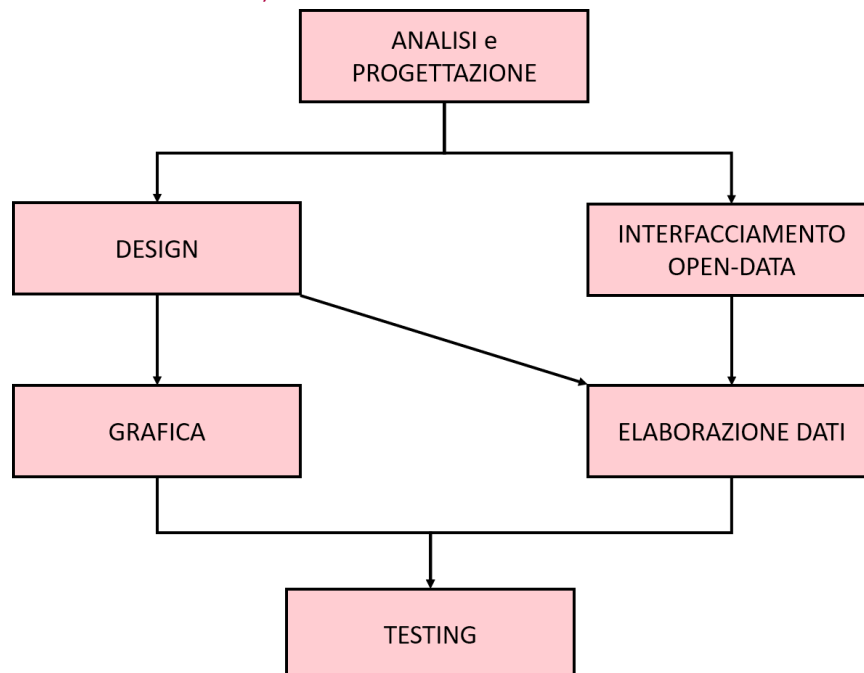 ANALISI e
PROGETTAZIONE
DESIGN
INTERFACCIAMENTO
OPEN-DATA
GRAFICA
ELABORAZIONE DATI
TESTING